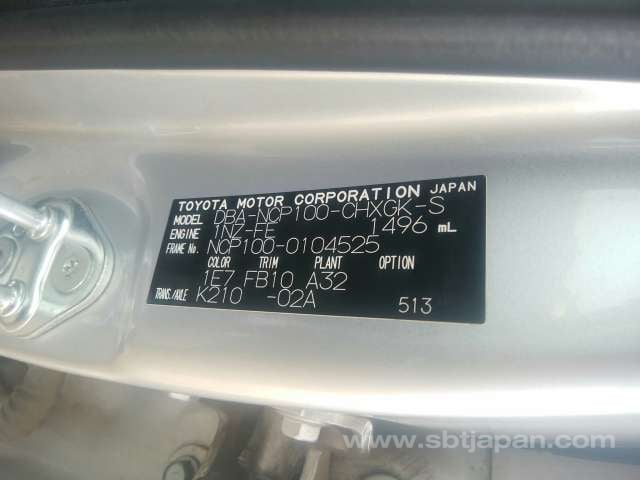 TOYOTA MOTOR CORPORATION JAPAN
MODEL DBA-NCP100-CHXGK-S
ENGINE 1NZ-FE 1496 mL
FRAME No. NCP100-0104525
COLOR TRIM PLANT OPTION
1E7 FB10 A32
TRANS./AXLE K210 -02A
513
www.sbtjapan.com